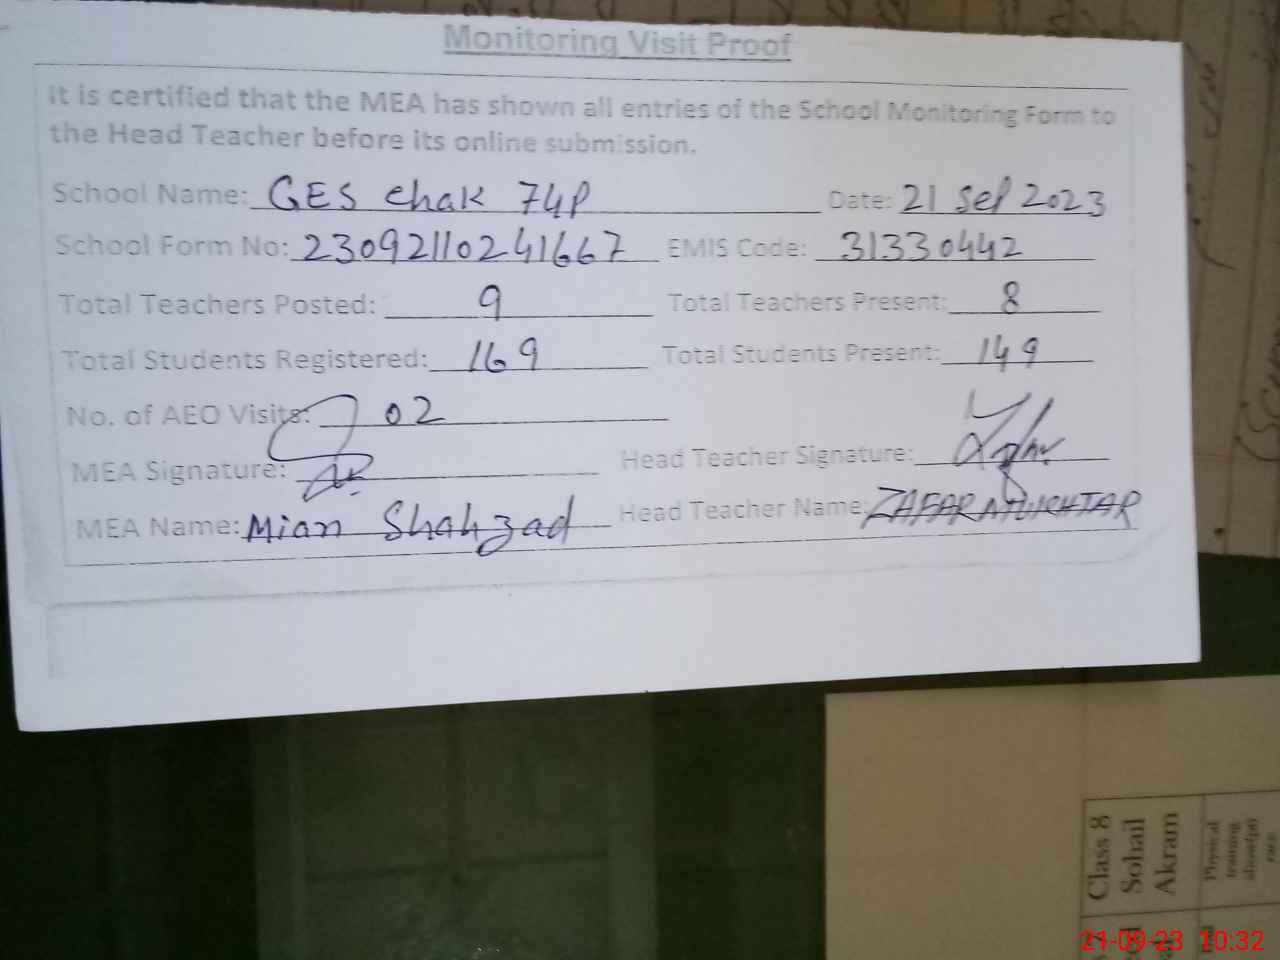 Monitoring Visit Proof
It is certified that the MEA has shown all entries of the School Monitoring Form to
the Head Teacher before its online submission.
School Name: GES Chak 74P Date: 21 Sep 2023
School Form No: 23092110241667 EMIS Code: 31330442
Total Teachers Posted: 9 Total Teachers Present: 8
Total Students Registered: 169 Total Students Present: 149
No. of AEO Visits: 02
MEA Signature: Head Teacher Signature:
MEA Name: Mian Shahzad Head Teacher Name: ZAFAR
Class 8
Sohail
Akram
Physical
training
21-09-23 10:32